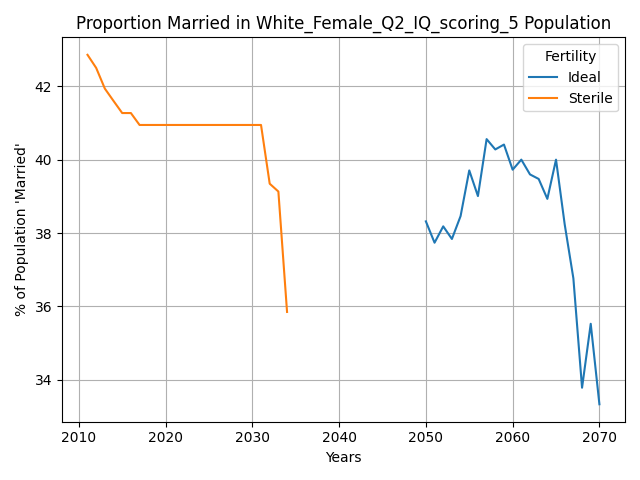 Proportion Married in White_Female_Q2_IQ_scoring_5 Population
% of Population 'Married'
42
40
38
36
34
Fertility
Ideal
Sterile
2010 2020 2030 2040 2050 2060 2070
Years